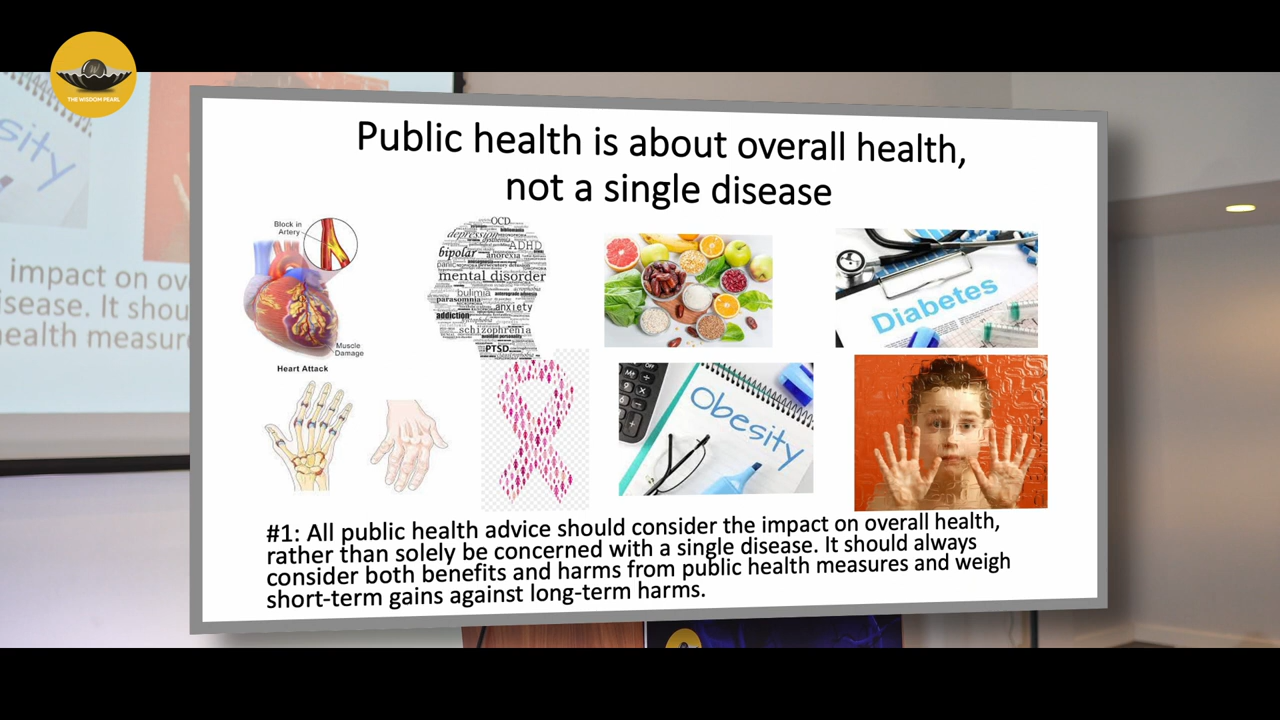 THE WISDOM PEARL
sity
impact on ov
isease. It shou
ealth measur
Public health is about overall health,
not a single disease
Block in
Artery
Muscle
Damage
Heart Attack
OCD
depression
ADHD
bipolar
anorexia
mental disorder
bulimia
parasomnia
anxiety
addiction
schizophrenia
PTSD
Diabetes
OFF
Obesity
#1: All public health advice should consider the impact on overall health,
rather than solely be concerned with a single disease. It should always
consider both benefits and harms from public health measures and weigh
short-term gains against long-term harms.